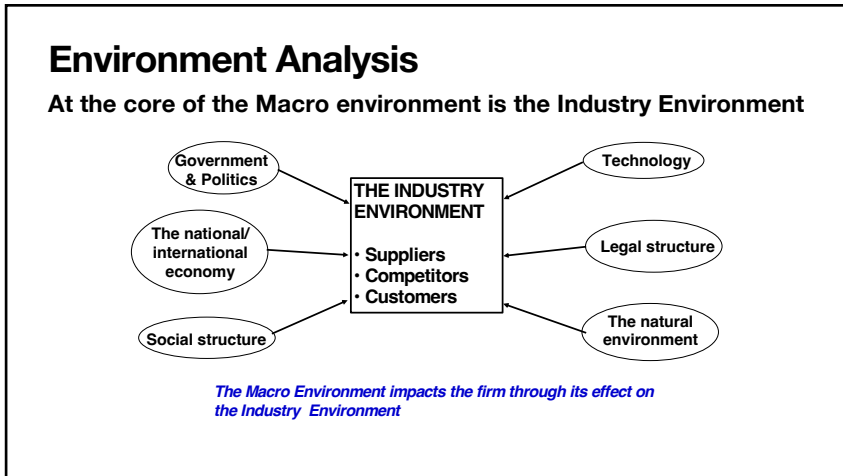 Environment Analysis
At the core of the Macro environment is the Industry Environment
Government
& Politics
The national/
international
economy
Social structure
THE INDUSTRY
ENVIRONMENT
• Suppliers
• Competitors
• Customers
Technology
Legal structure
The natural
environment
The Macro Environment impacts the firm through its effect on
the Industry Environment